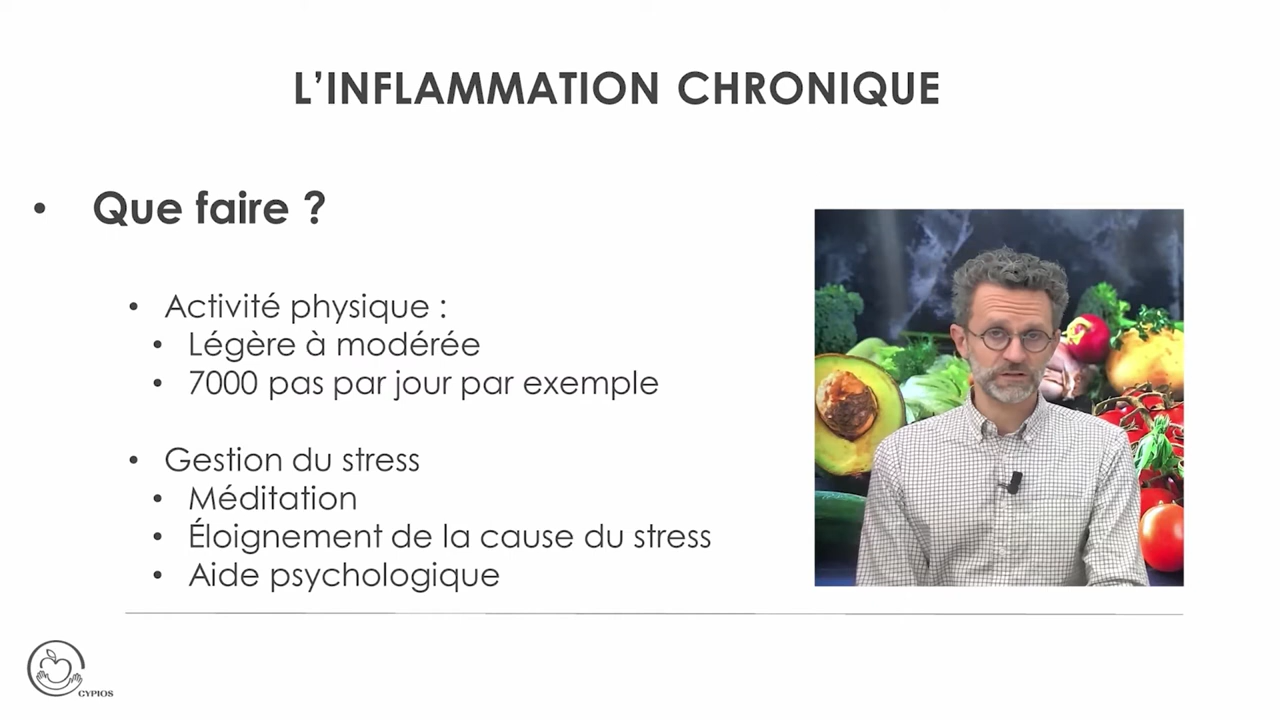 L'INFLAMMATION CHRONIQUE
• Que faire ?
• Activité physique :
• Légère à modérée
• 7000 pas par jour par exemple
• Gestion du stress
• Méditation
• Éloignement de la cause du stress
• Aide psychologique
CYPIOS